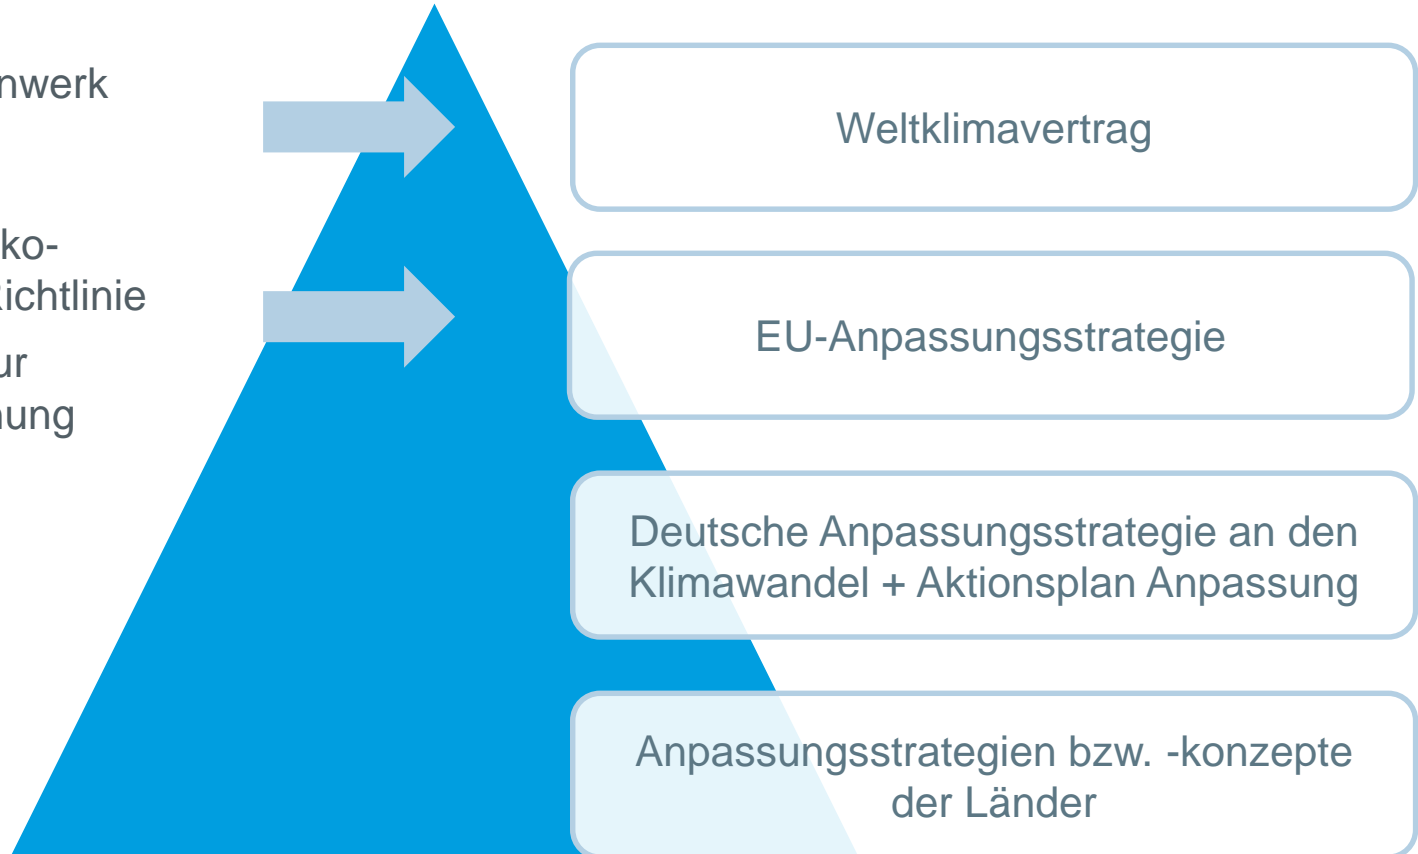 nwerk
ko-
ichtlinie
ur
nung
Weltklimavertrag
EU-Anpassungsstrategie
Deutsche Anpassungsstrategie an den
Klimawandel + Aktionsplan Anpassung
Anpassungsstrategien bzw. -konzepte
der Länder